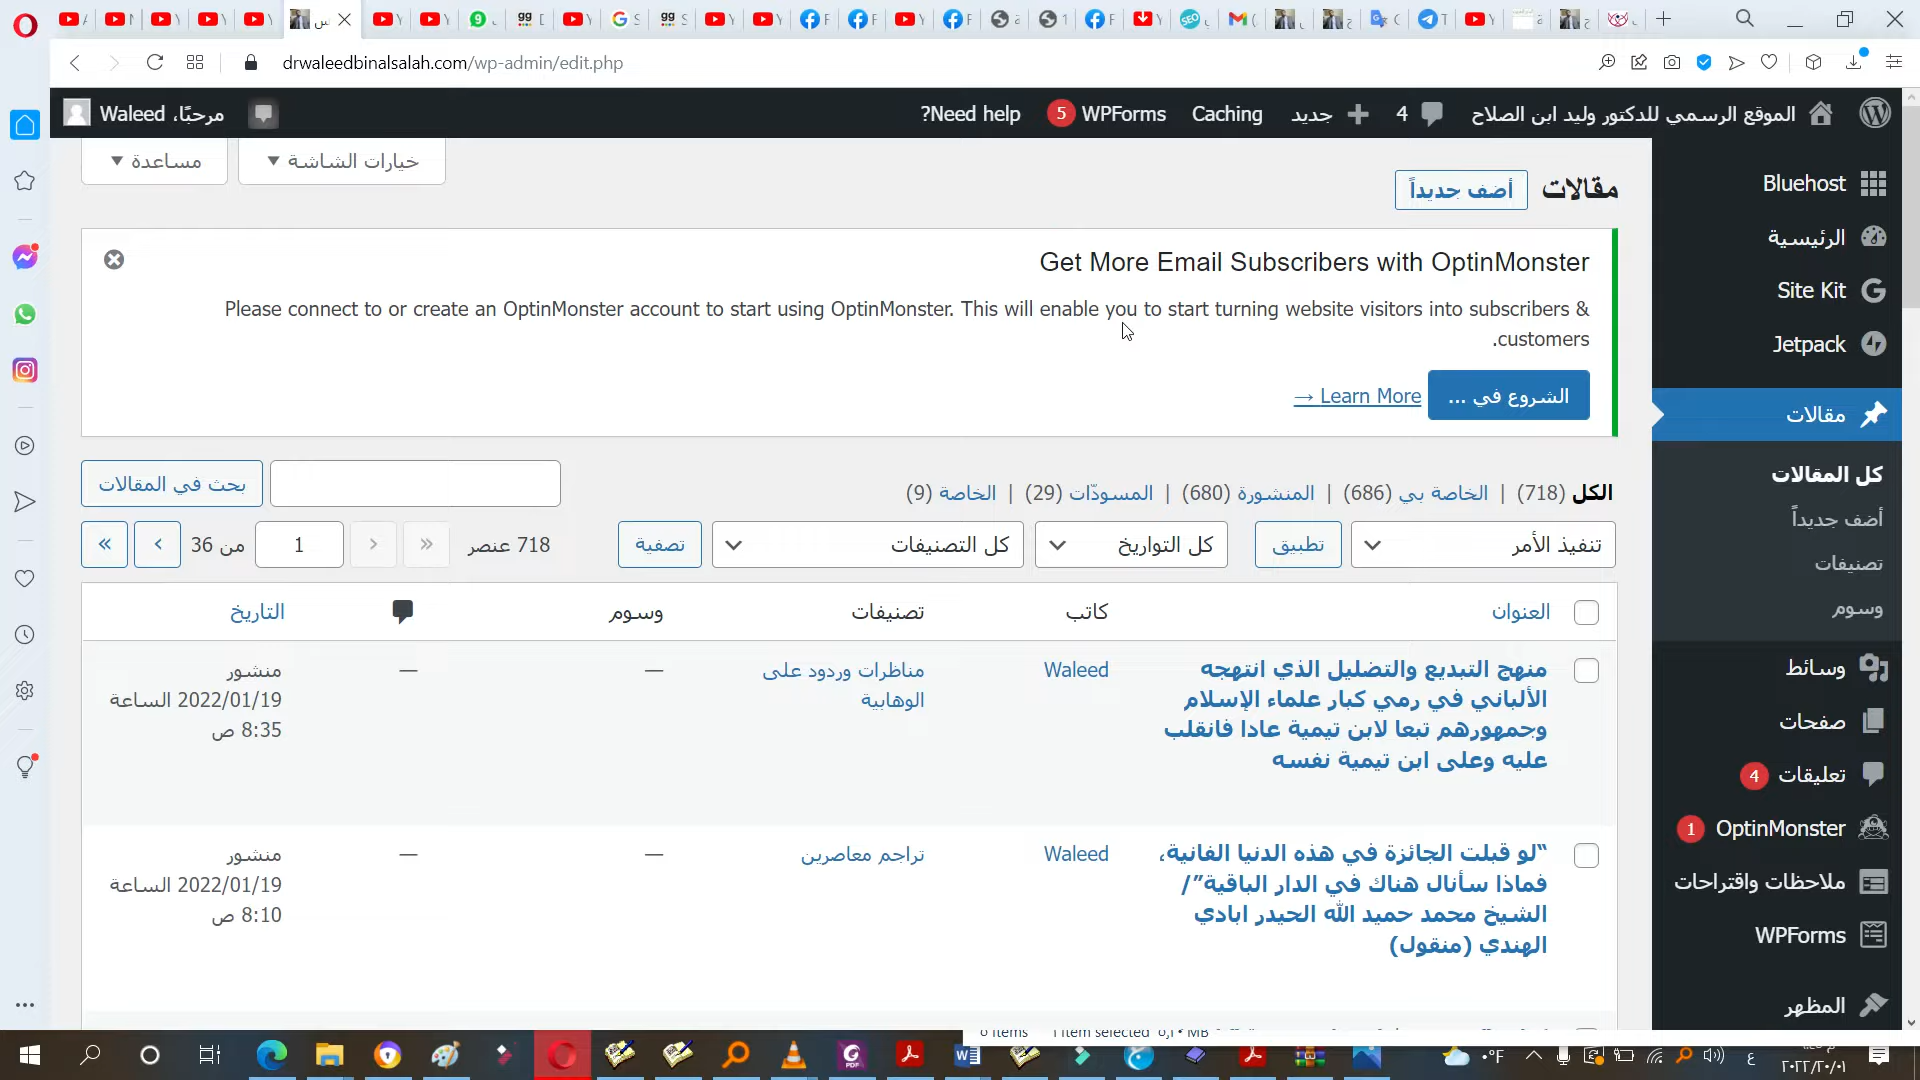 drwaleedbinalsalah.com/wp-admin/edit.php
الموقع الرسمي للدكتور وليد ابن الصلاح
4
جديد
Caching
WPForms 5
Need help?
مرحبًا، Waleed
خيارات الشاشة
مساعدة
مقالات
أضف جديداً
Get More Email Subscribers with OptinMonster
Please connect to or create an OptinMonster account to start using OptinMonster. This will enable you to start turning website visitors into subscribers &
customers.
الشروع في ...
Learn More →
الكل (718) | الخاصة بي (686) | المنشورة (680) | المسودّات (29) | الخاصة (9)
بحث في المقالات
تنفيذ الأمر
تطبيق
كل التواريخ
كل التصنيفات
تصفية
718 عنصر
« ‹ 1 من 36 › »
العنوان
كاتب
تصنيفات
وسوم
التاريخ
منهج التبديع والتضليل الذي انتهجه
الألباني في رمي كبار علماء الإسلام
وجمهورهم تبعا لابن تيمية عادا فانقلب
عليه وعلى ابن تيمية نفسه
Waleed
مناظرات وردود على
الوهابية
—
—
منشور
2022/01/19 الساعة
8:35 ص
“لو قبلت الجائزة في هذه الدنيا الفانية،
فماذا سأنال هناك في الدار الباقية”/
الشيخ محمد حميد الله الحيدر ابادي
الهندي (منقول)
Waleed
تراجم معاصرين
—
—
منشور
2022/01/19 الساعة
8:10 ص
Bluehost
الرئيسية
Site Kit
Jetpack
مقالات
كل المقالات
أضف جديداً
تصنيفات
وسوم
وسائط
صفحات
تعليقات 4
OptinMonster 1
ملاحظات واقتراحات
WPForms
المظهر
°F
ع